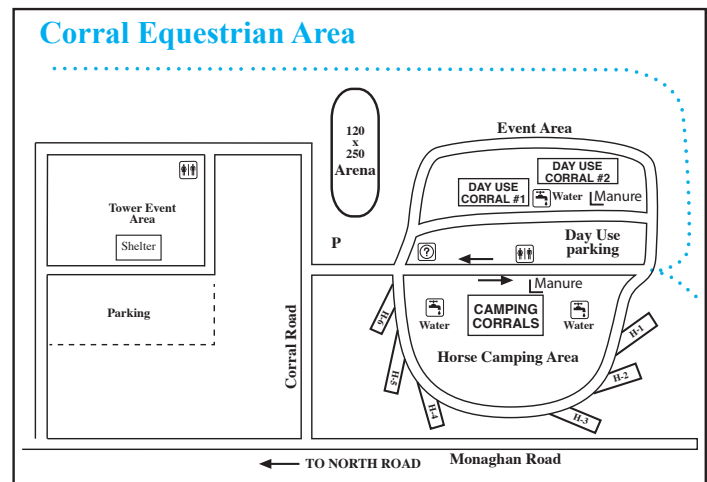 Corral Equestrian Area
120
x
250
Arena
Event Area
DAY USE
CORRAL #2
DAY USE
CORRAL #1
Water
Manure
Tower Event
Area
Shelter
P
?
Day Use
parking
Manure
Parking
Water
CAMPING
CORRALS
Water
Horse Camping Area
Corral Road
H-6
H-5
H-4
H-3
H-2
H-1
TO NORTH ROAD
Monaghan Road